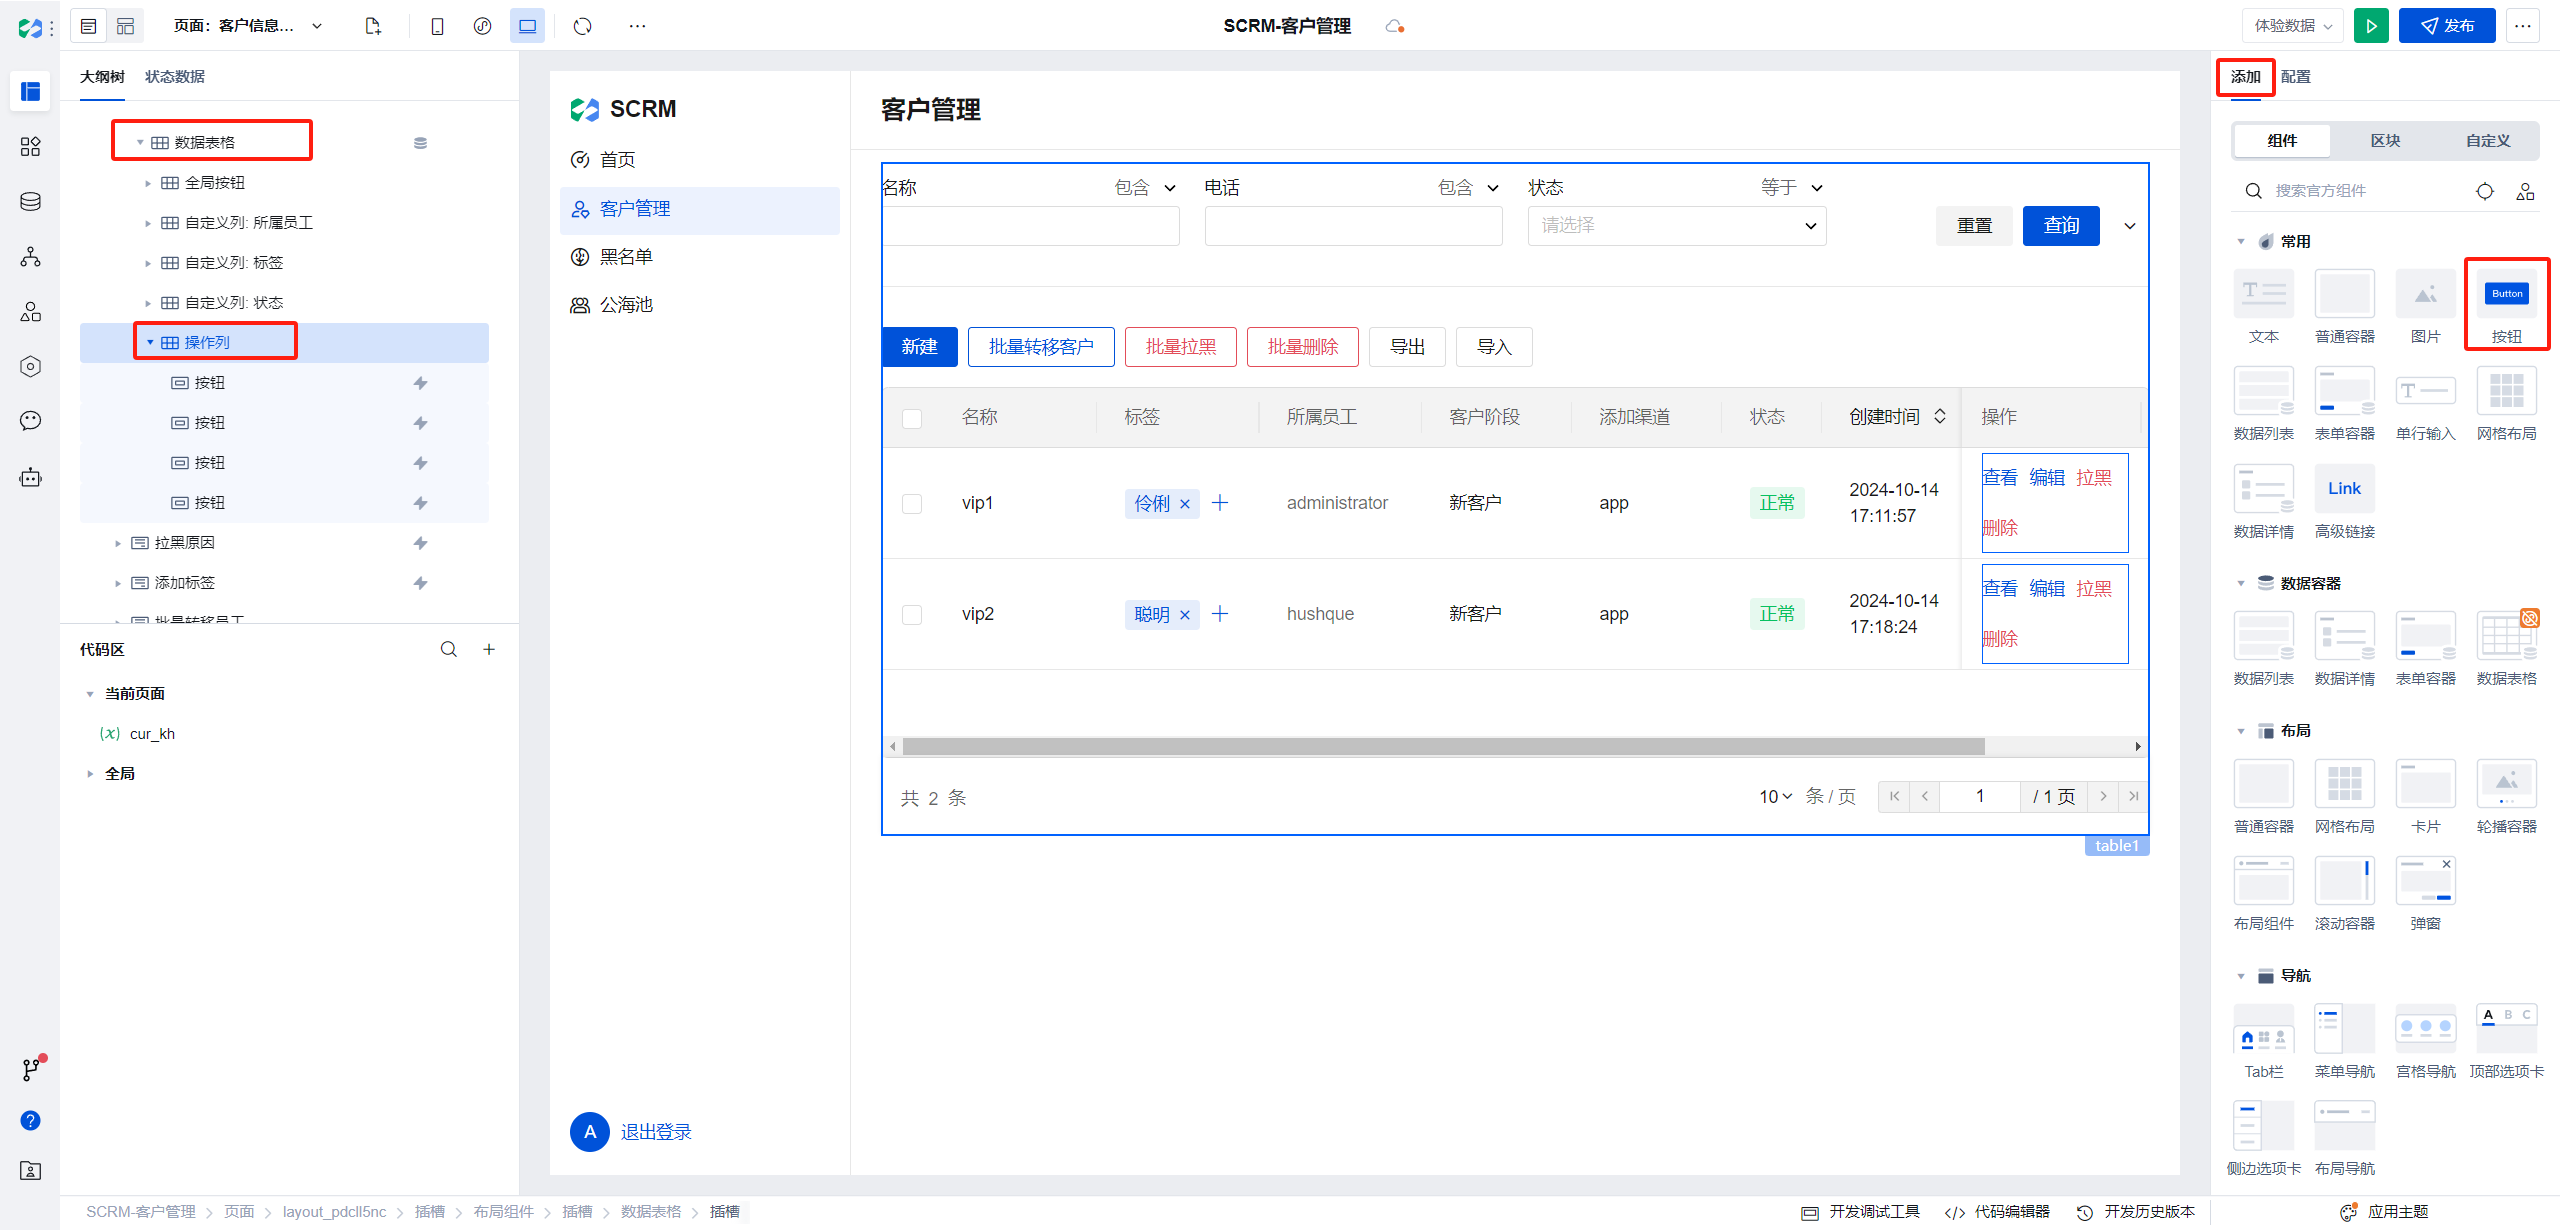 页面：客户信息...
SCRM-客户管理
体验数据
发布
大纲树 状态数据
数据表格
全局按钮
自定义列: 所属员工
自定义列: 标签
自定义列: 状态
操作列
按钮
按钮
按钮
按钮
拉黑原因
添加标签
批量转移员工
代码区
当前页面
(x) cur_kh
全局
SCRM
首页
客户管理
黑名单
公海池
A 退出登录
客户管理
名称 包含 电话 包含 状态 等于
请选择 重置 查询
新建 批量转移客户 批量拉黑 批量删除 导出 导入
名称 标签 所属员工 客户阶段 添加渠道 状态 创建时间 操作
vip1 伶俐 × + administrator 新客户 app 正常 2024-10-14 17:11:57 查看 编辑 拉黑 删除
vip2 聪明 × + hushque 新客户 app 正常 2024-10-14 17:18:24 查看 编辑 拉黑 删除
共 2 条 10 条 / 页 1 / 1 页
table1
添加 配置
组件 区块 自定义
搜索官方组件
常用
Button
文本 普通容器 图片 按钮
数据列表 表单容器 单行输入 网格布局
Link
数据详情 高级链接
数据容器
数据列表 数据详情 表单容器 数据表格
布局
普通容器 网格布局 卡片 轮播容器
布局组件 滚动容器 弹窗
导航
A B C
Tab栏 菜单导航 宫格导航 顶部选项卡
侧边选项卡 布局导航
SCRM-客户管理 > 页面 > layout_pdcll5nc > 插槽 > 布局组件 > 插槽 > 数据表格 > 插槽
开发调试工具 代码编辑器 开发历史版本 应用主题